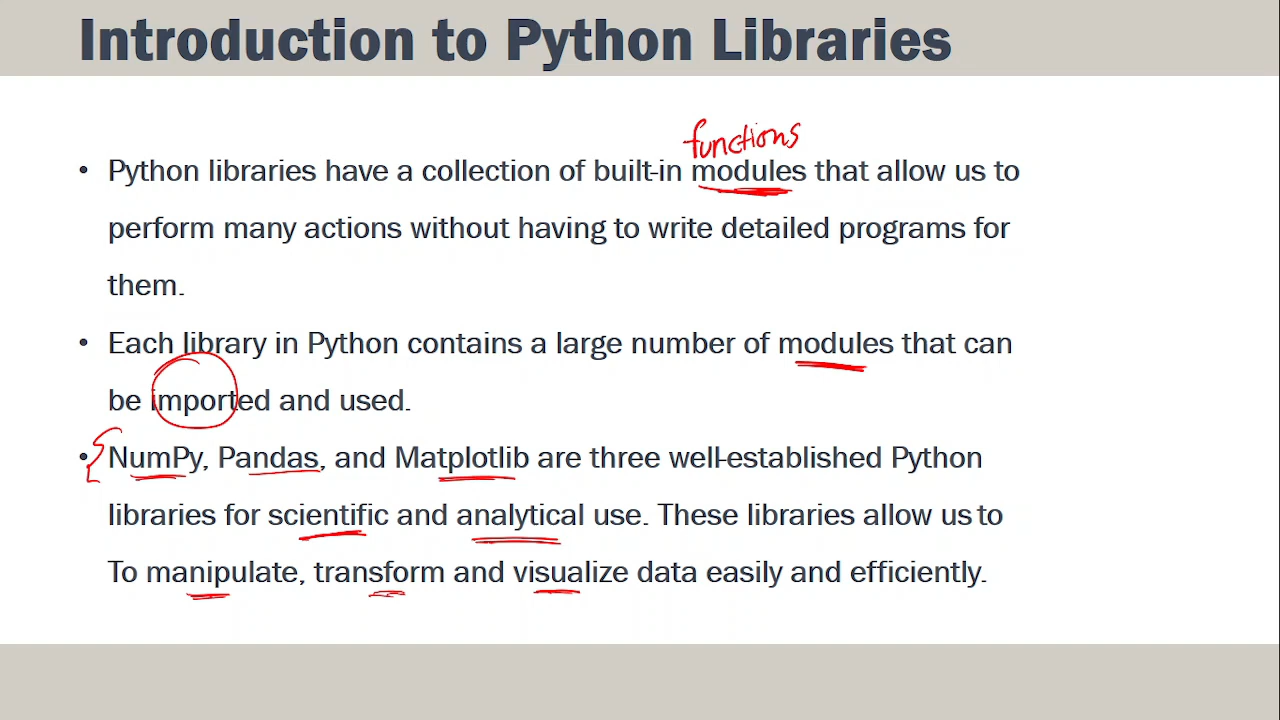 Introduction to Python Libraries
functions
• Python libraries have a collection of built-in modules that allow us to
perform many actions without having to write detailed programs for
them.
• Each library in Python contains a large number of modules that can
be imported and used.
• NumPy, Pandas, and Matplotlib are three well-established Python
libraries for scientific and analytical use. These libraries allow us to
To manipulate, transform and visualize data easily and efficiently.